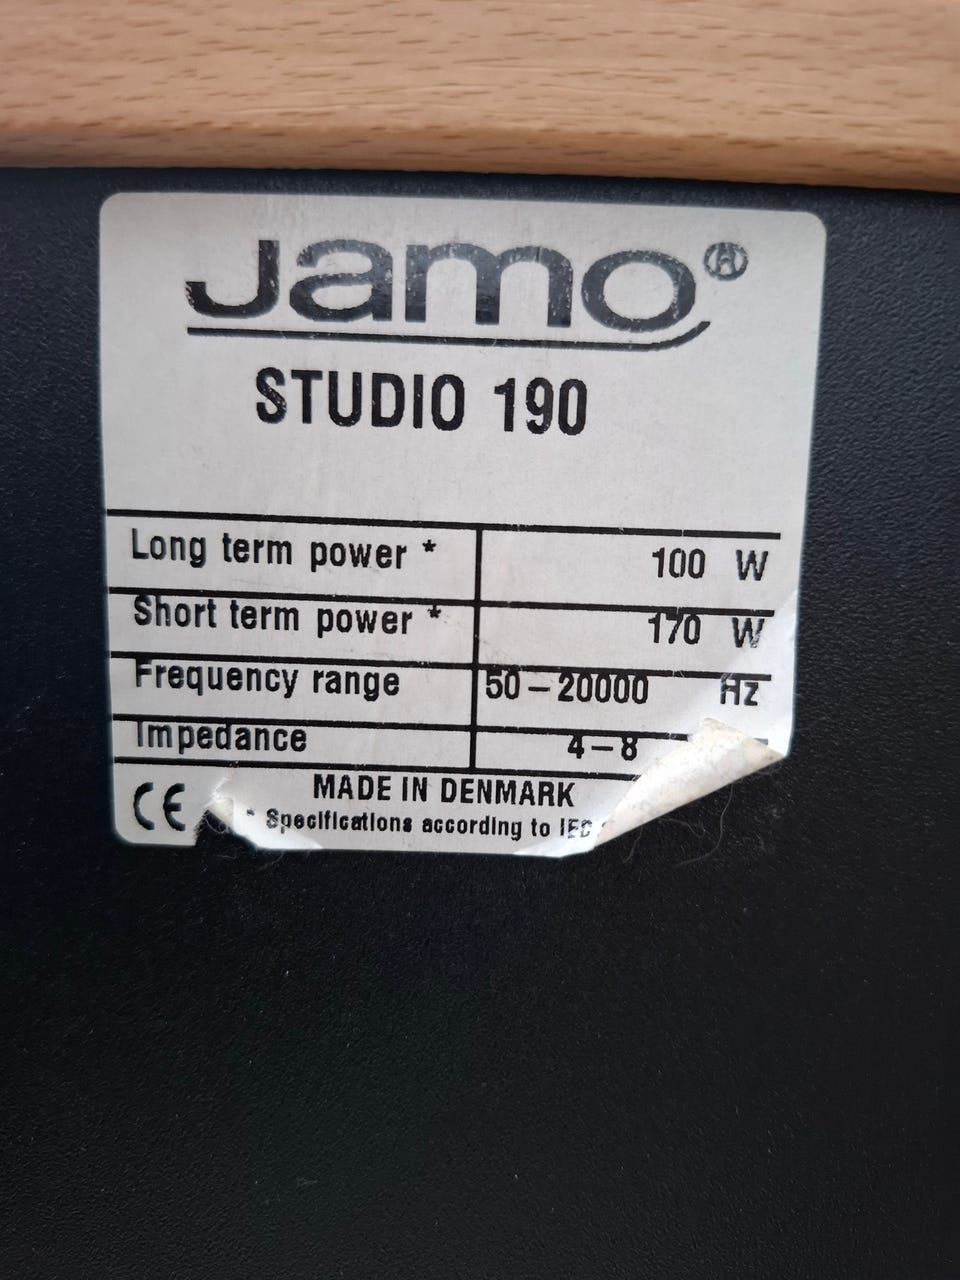 Jamo®
STUDIO 190
Long term power * 100 W
Short term power * 170 W
Frequency range 50-20000 Hz
Impedance 4-8
MADE IN DENMARK
CE * Specifications according to IEC